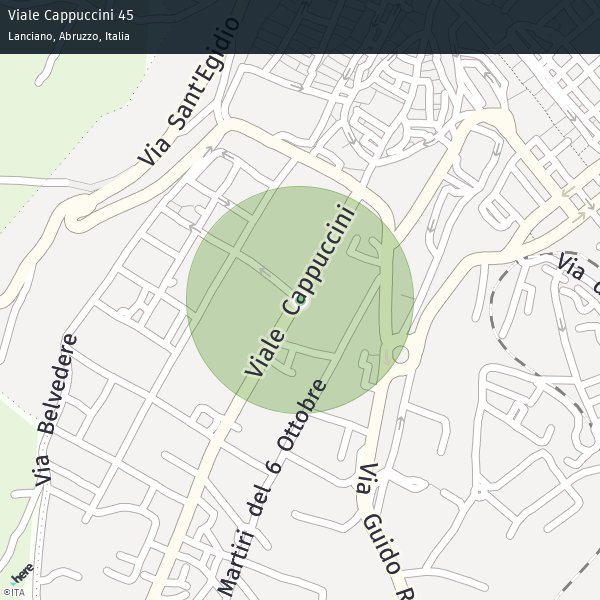 Viale Cappuccini 45
Lanciano, Abruzzo, Italia
Via Sant'Egidio
Viale Cappuccini
Via
Via Belvedere
Martiri del 6 Ottobre
Via Guido R
here
©ITA